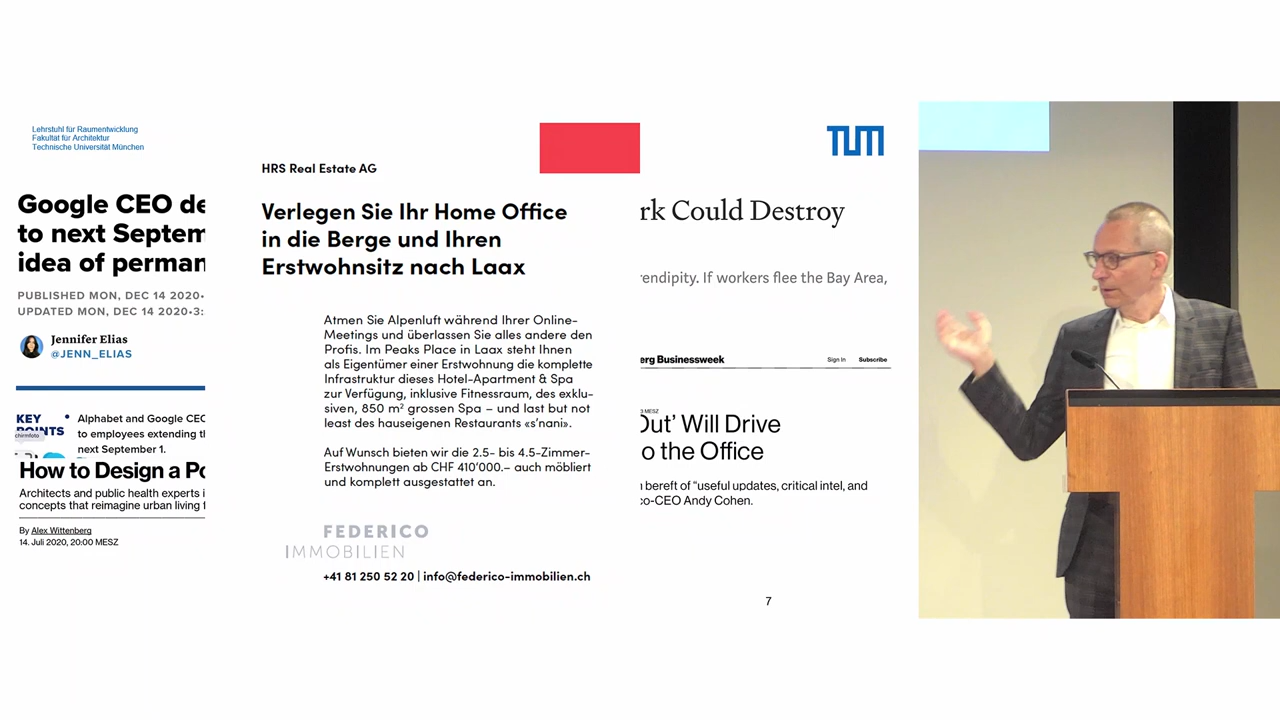 Lehrstuhl für Raumentwicklung
Fakultät für Architektur
Technische Universität München
TUM
Google CEO de
to next Septem
idea of perman
PUBLISHED MON, DEC 14 2020
UPDATED MON, DEC 14 2020•3:
Jennifer Elias
@JENN_ELIAS
KEY
POINTS
Alphabet and Google CEO
to employees extending th
next September 1.
How to Design a Po
Architects and public health experts i
concepts that reimagine urban living f
By Alex Wittenberg
14. Juli 2020, 20:00 MESZ
HRS Real Estate AG
Verlegen Sie Ihr Home Office
in die Berge und Ihren
Erstwohnsitz nach Laax
Atmen Sie Alpenluft während Ihrer Online-
Meetings und überlassen Sie alles andere den
Profis. Im Peaks Place in Laax steht Ihnen
als Eigentümer einer Erstwohnung die komplette
Infrastruktur dieses Hotel-Apartment & Spa
zur Verfügung, inklusive Fitnessraum, des exklu-
siven, 850 m² grossen Spa – und last but not
least des hauseigenen Restaurants «s'nani».
Auf Wunsch bieten wir die 2.5- bis 4.5-Zimmer-
Erstwohnungen ab CHF 410'000.– auch möbliert
und komplett ausgestattet an.
FEDERICO
IMMOBILIEN
+41 81 250 52 20 | info@federico-immobilien.ch
rk Could Destroy
rendipity. If workers flee the Bay Area,
erg Businessweek
Sign In Subscribe
MESZ
Out' Will Drive
o the Office
bereft of “useful updates, critical intel, and
co-CEO Andy Cohen.
7